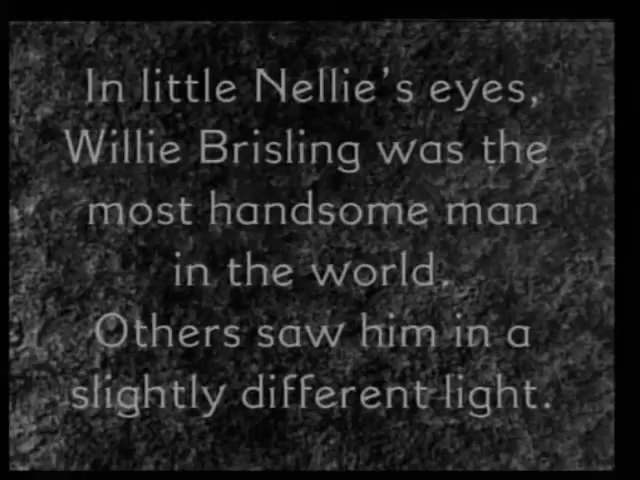 In little Nellie's eyes,
Willie Brisling was the
most handsome man
in the world.
Others saw him in a
slightly different light.